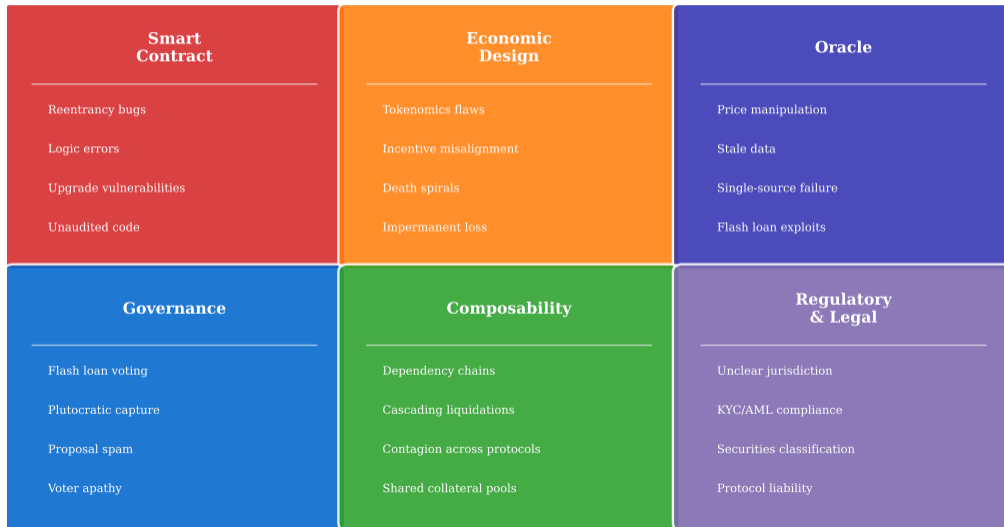 Smart
Contract
Reentrancy bugs
Logic errors
Upgrade vulnerabilities
Unaudited code
Economic
Design
Tokenomics flaws
Incentive misalignment
Death spirals
Impermanent loss
Oracle
Price manipulation
Stale data
Single-source failure
Flash loan exploits
Governance
Flash loan voting
Plutocratic capture
Proposal spam
Voter apathy
Composability
Dependency chains
Cascading liquidations
Contagion across protocols
Shared collateral pools
Regulatory
& Legal
Unclear jurisdiction
KYC/AML compliance
Securities classification
Protocol liability